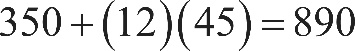 350 + (12)(45) = 890